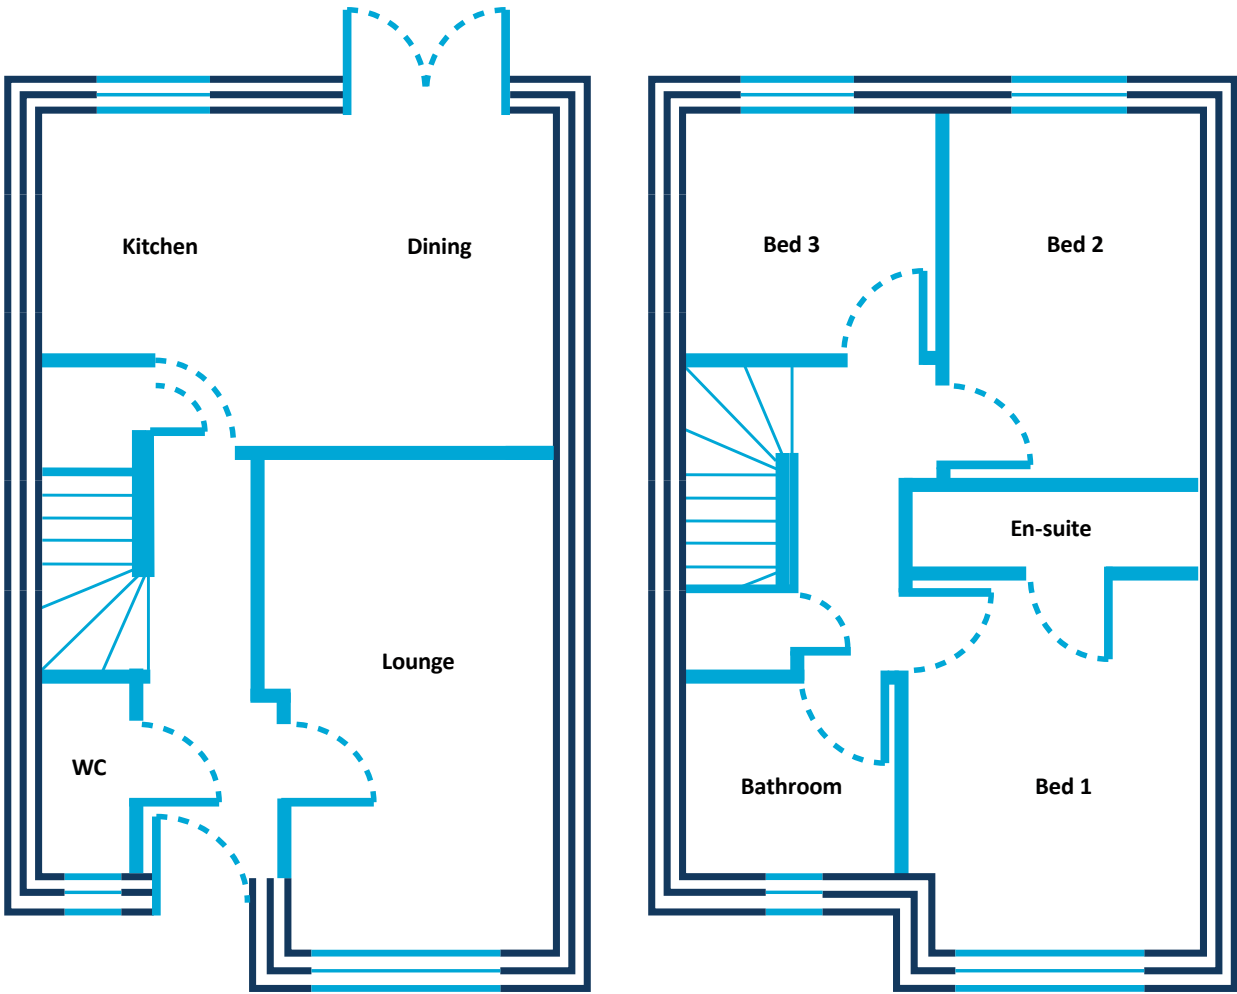 Kitchen
Dining
Lounge
WC
Bed 3
Bed 2
En-suite
Bathroom
Bed 1